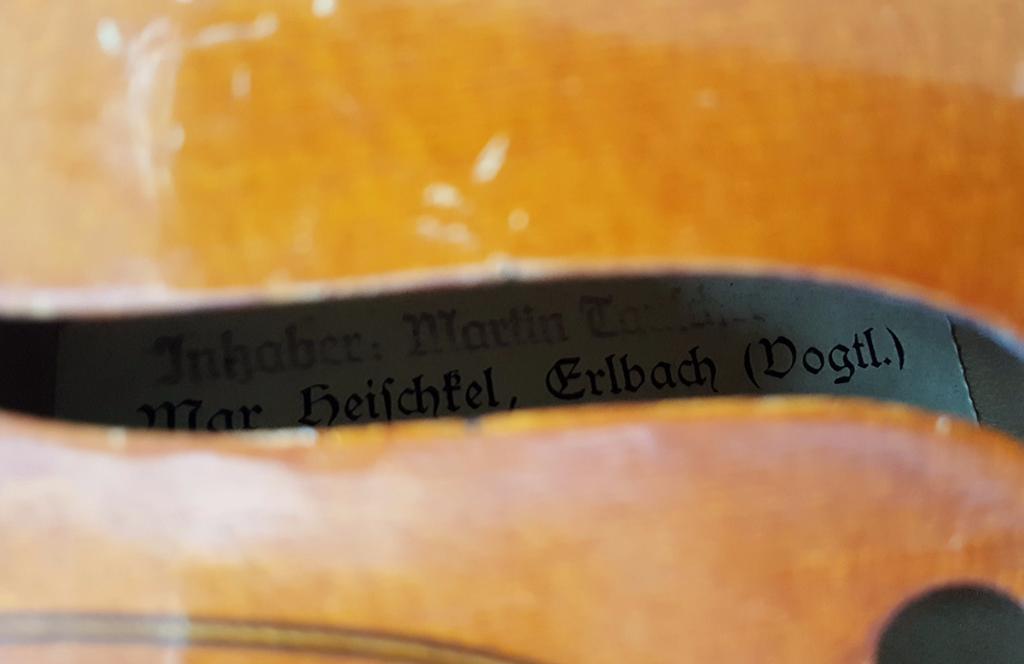 Inhaber: Martin
Max Heiſchkel, Erlbach (Vogtl.)